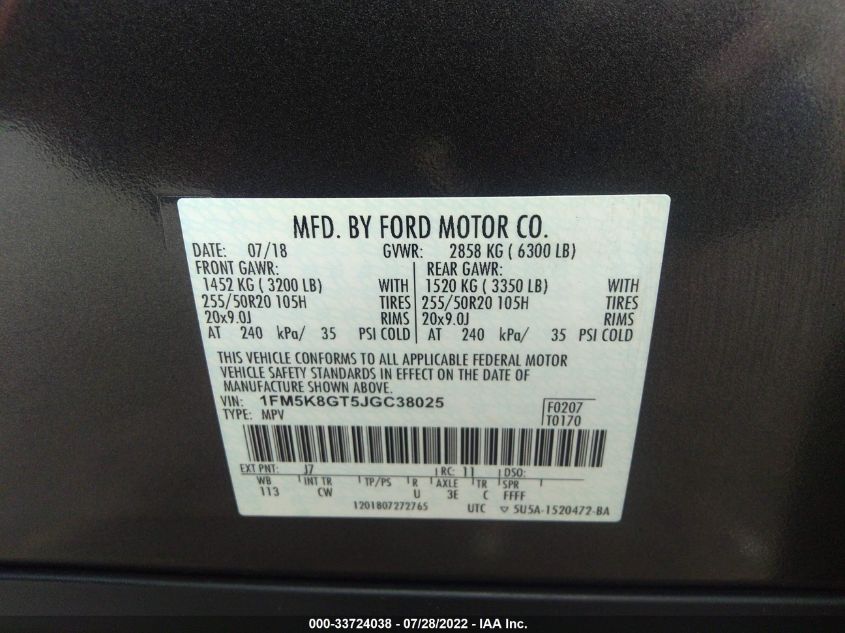 MFD. BY FORD MOTOR CO.
DATE: 07/18 GVWR: 2858 KG ( 6300 LB)
FRONT GAWR: REAR GAWR:
1452 KG ( 3200 LB) WITH 1520 KG ( 3350 LB) WITH
255/50R20 105H TIRES 255/50R20 105H TIRES
20x9.0J RIMS 20x9.0J RIMS
AT 240 kPa/ 35 PSI COLD AT 240 kPa/ 35 PSI COLD
THIS VEHICLE CONFORMS TO ALL APPLICABLE FEDERAL MOTOR
VEHICLE SAFETY STANDARDS IN EFFECT ON THE DATE OF
MANUFACTURE SHOWN ABOVE.
VIN: 1FM5K8GT5JGC38025 F0207
TYPE: MPV T0170
EXT PNT: J7 RC: 11 DSO:
WB INT TR TP/PS R AXLE TR SPR
113 CW U 3E C FFFF
1201807272765 UTC ▽ 5U5A-1520472-BA
000-33724038 - 07/28/2022 - IAA Inc.